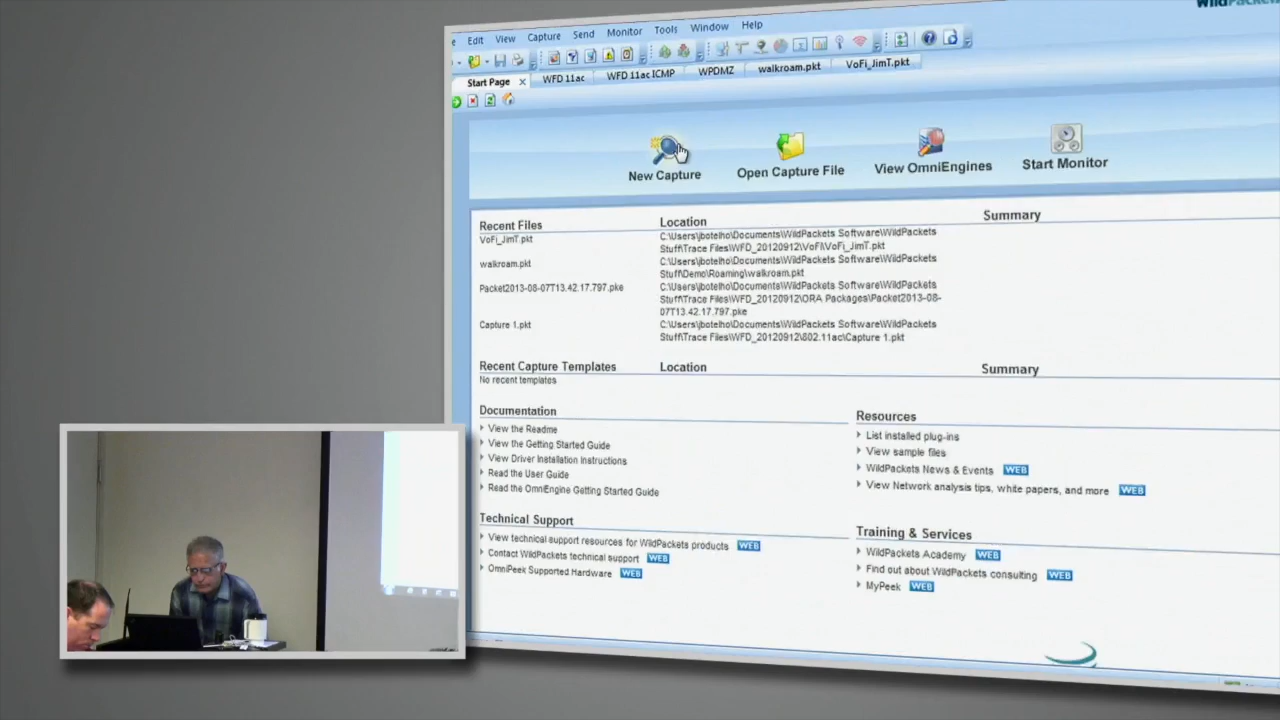 WildPackets
Edit View Capture Send Monitor Tools Window Help
Start Page WFD 11ac WFD 11ac ICMP WPDMZ walkroam.pkt VoFi_JimT.pkt
New Capture Open Capture File View OmniEngines Start Monitor
Recent Files Location Summary
VoFi_JimT.pkt C:\Users\jbotelho\Documents\WildPackets Software\WildPackets
Stuff\Trace Files\WFD_20120912\VoFi\VoFi_JimT.pkt
walkroam.pkt C:\Users\jbotelho\Documents\WildPackets Software\WildPackets
Stuff\Demo\Roaming\walkroam.pkt
Packet2013-08-07T13.42.17.797.pke C:\Users\jbotelho\Documents\WildPackets Software\WildPackets
Stuff\Trace Files\WFD_20120912\ORA Packages\Packet2013-08-
07T13.42.17.797.pke
Capture 1.pkt C:\Users\jbotelho\Documents\WildPackets Software\WildPackets
Stuff\Trace Files\WFD_20120912\802.11ac\Capture 1.pkt
Recent Capture Templates Location Summary
No recent templates
Documentation
View the Readme
View the Getting Started Guide
View Driver Installation Instructions
Read the User Guide
Read the OmniEngine Getting Started Guide
Resources
List installed plug-ins
View sample files
WildPackets News & Events WEB
View Network analysis tips, white papers, and more WEB
Technical Support
View technical support resources for WildPackets products WEB
Contact WildPackets technical support WEB
OmniPeek Supported Hardware WEB
Training & Services
WildPackets Academy WEB
Find out about WildPackets consulting WEB
MyPeek WEB